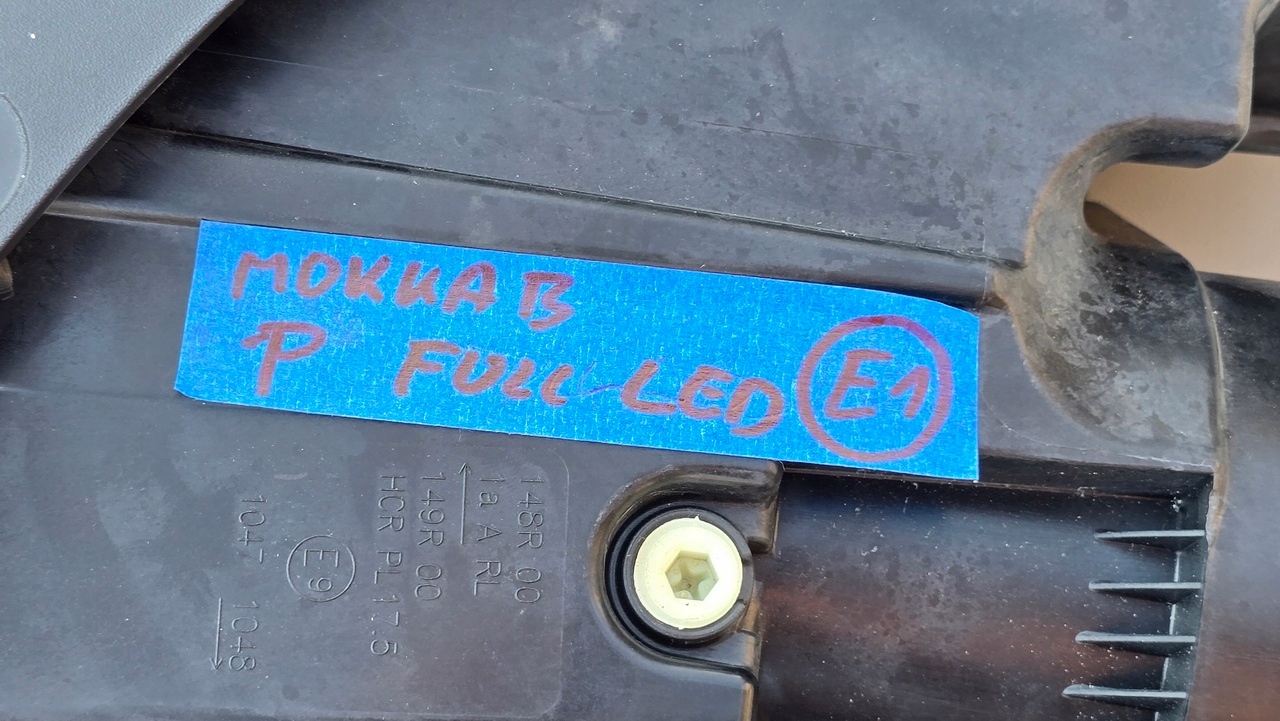 MOKKA B
P FULL LED E1
148R 00
1a A RL
149R 00
HCR PL 17.5
E9
1047 1048